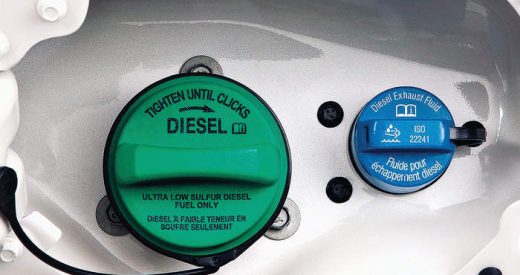 TIGHTEN UNTIL CLICKS
DIESEL
ULTRA LOW SULFUR DIESEL
FUEL ONLY
DIESEL À FAIBLE TENEUR EN
SOUFRE SEULEMENT
Diesel Exhaust Fluid
ISO
22241
Fluide pour
échappement diesel